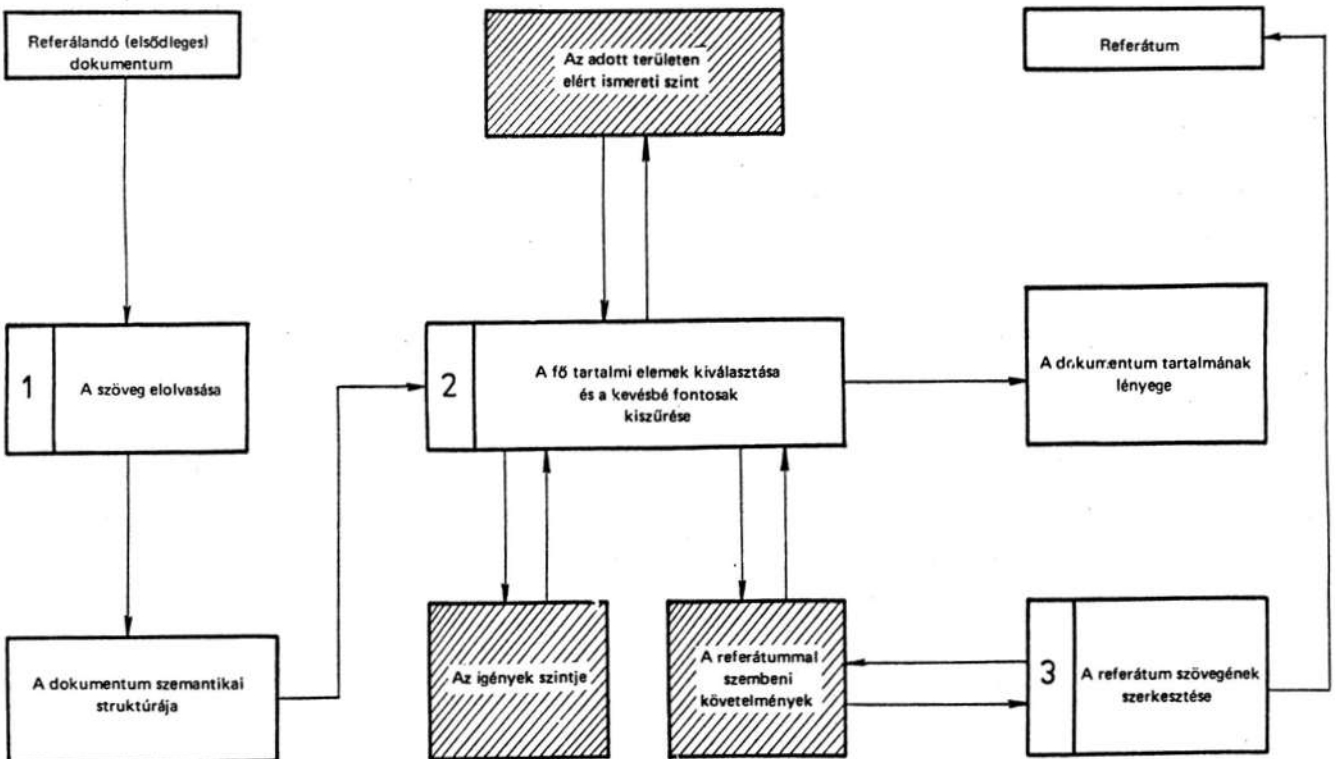 Referálandó (elsődleges)
dokumentum
Az adott területen
elért ismereti szint
Referátum
1
A szöveg elolvasása
2
A fő tartalmi elemek kiválasztása
és a kevésbé fontosak
kiszűrése
A dokumentum tartalmának
lényege
A dokumentum szemantikai
struktúrája
Az igények szintje
A referátummal
szembeni
követelmények
3
A referátum szövegének
szerkesztése